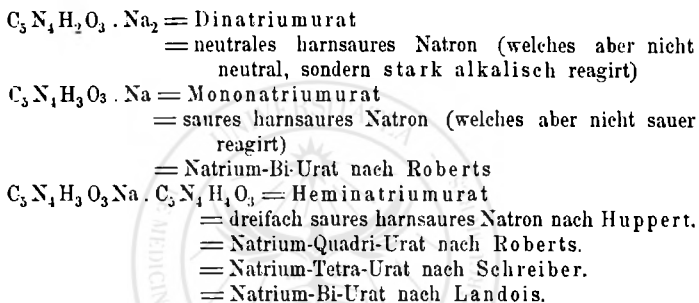 C₅N₄H₂O₃ . Na₂ = Dinatriumurat
= neutrales harnsaures Natron (welches aber nicht
neutral, sondern stark alkalisch reagirt)
C₅N₄H₃O₃ . Na = Mononatriumurat
= saures harnsaures Natron (welches aber nicht sauer
reagirt)
= Natrium-Bi-Urat nach Roberts
C₅N₄H₃O₃Na . C₅N₄H₄O₃ = Heminatriumurat
= dreifach saures harnsaures Natron nach Huppert.
= Natrium-Quadri-Urat nach Roberts.
= Natrium-Tetra-Urat nach Schreiber.
= Natrium-Bi-Urat nach Landois.